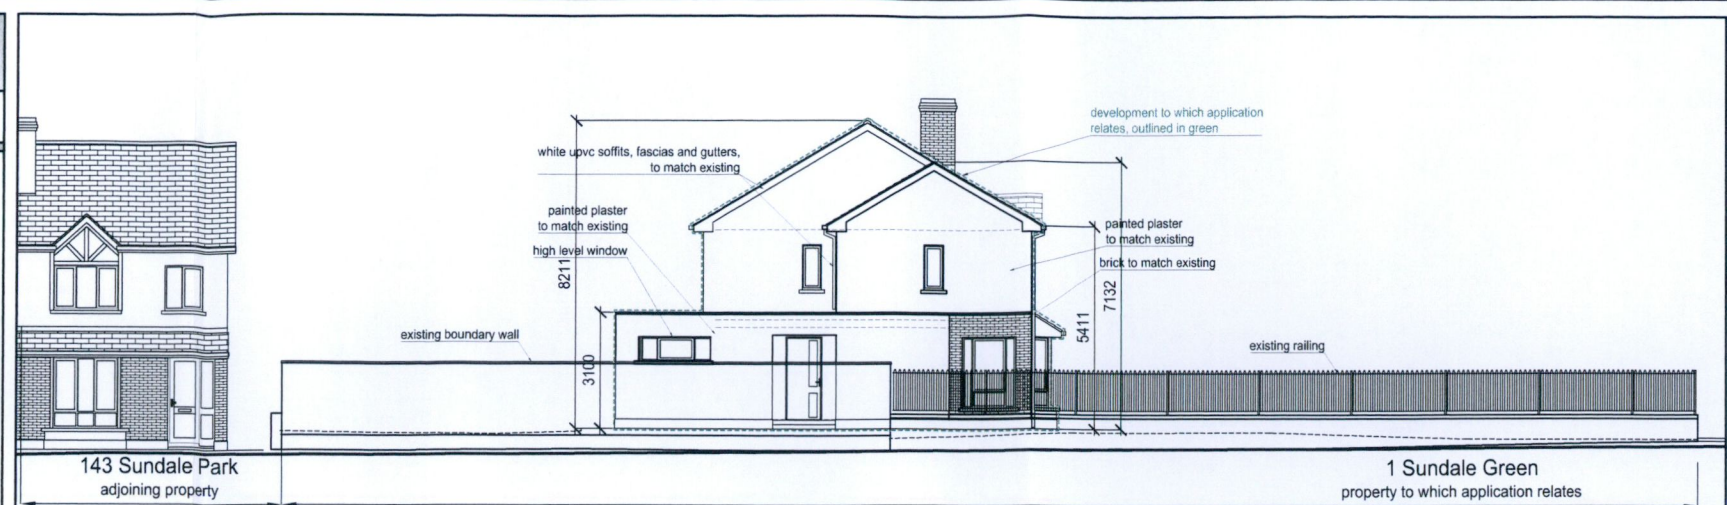 development to which application
relates, outlined in green
white upvc soffits, fascias and gutters,
to match existing
painted plaster
to match existing
high level window
8211
existing boundary wall
3100
painted plaster
to match existing
brick to match existing
7132
5411
existing railing
143 Sundale Park
adjoining property
1 Sundale Green
property to which application relates